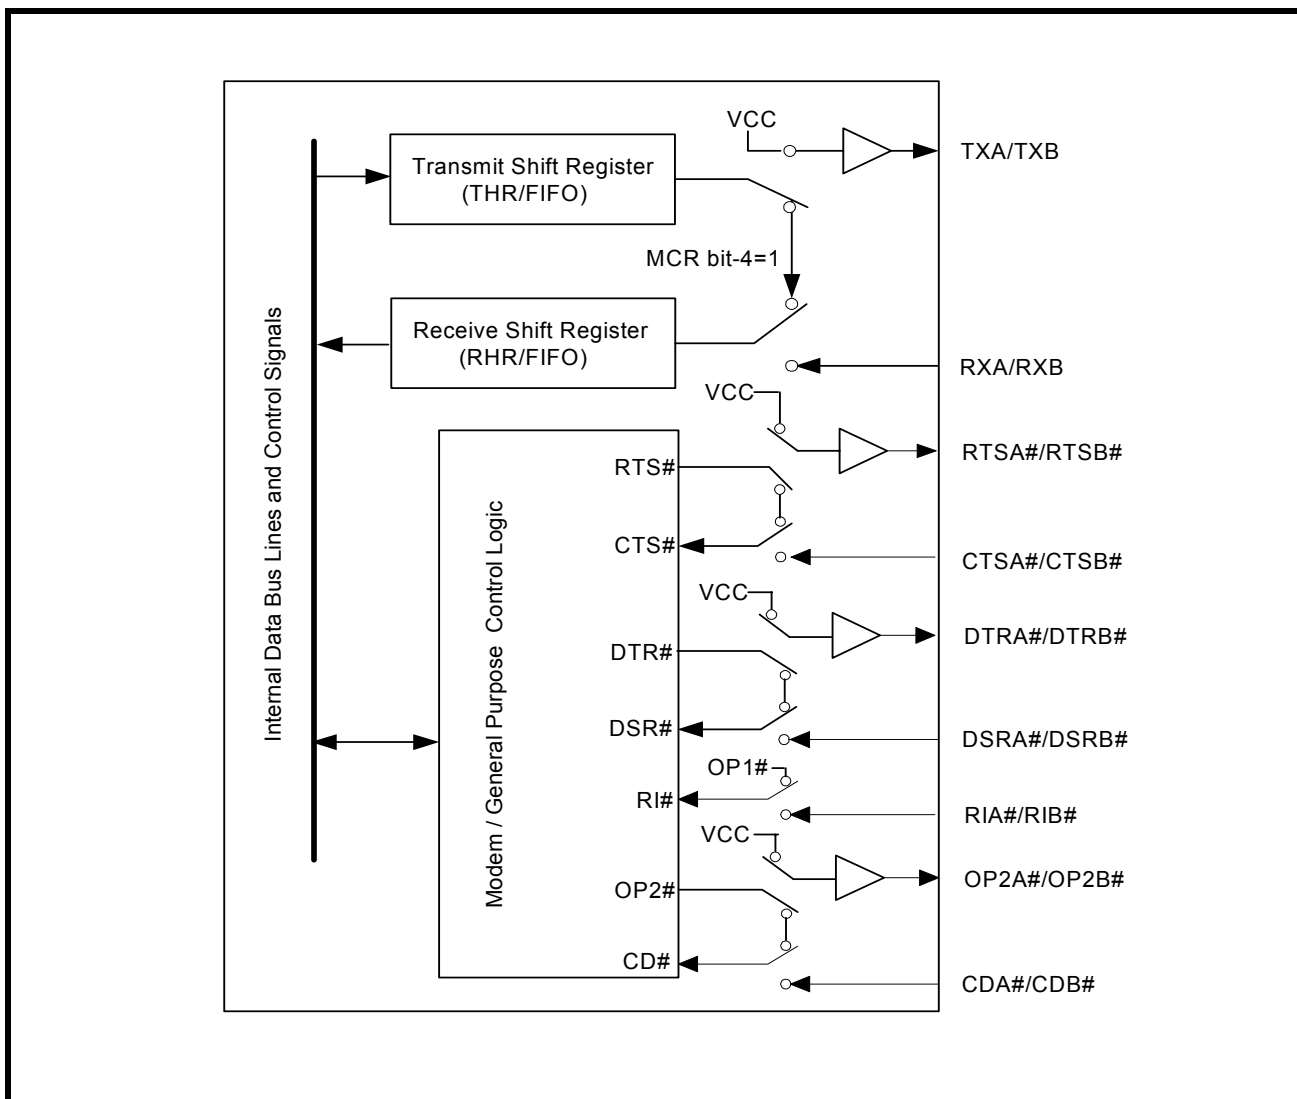 VCC
TXA/TXB
Transmit Shift Register
(THR/FIFO)
MCR bit-4=1
Receive Shift Register
(RHR/FIFO)
RXA/RXB
VCC
RTSA#/RTSB#
RTS#
CTS#
CTSA#/CTSB#
VCC
DTRA#/DTRB#
DTR#
DSR#
DSRA#/DSRB#
OP1#
RI#
RIA#/RIB#
VCC
OP2A#/OP2B#
OP2#
CD#
CDA#/CDB#
Internal Data Bus Lines and Control Signals
Modem / General Purpose Control Logic